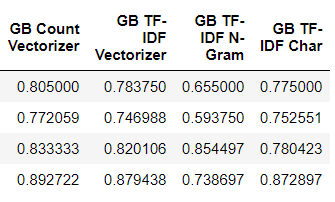 GB Count Vectorizer GB TF-IDF Vectorizer GB TF-IDF N-Gram GB TF-IDF Char
0.805000 0.783750 0.655000 0.775000
0.772059 0.746988 0.593750 0.752551
0.833333 0.820106 0.854497 0.780423
0.892722 0.879438 0.738697 0.872897